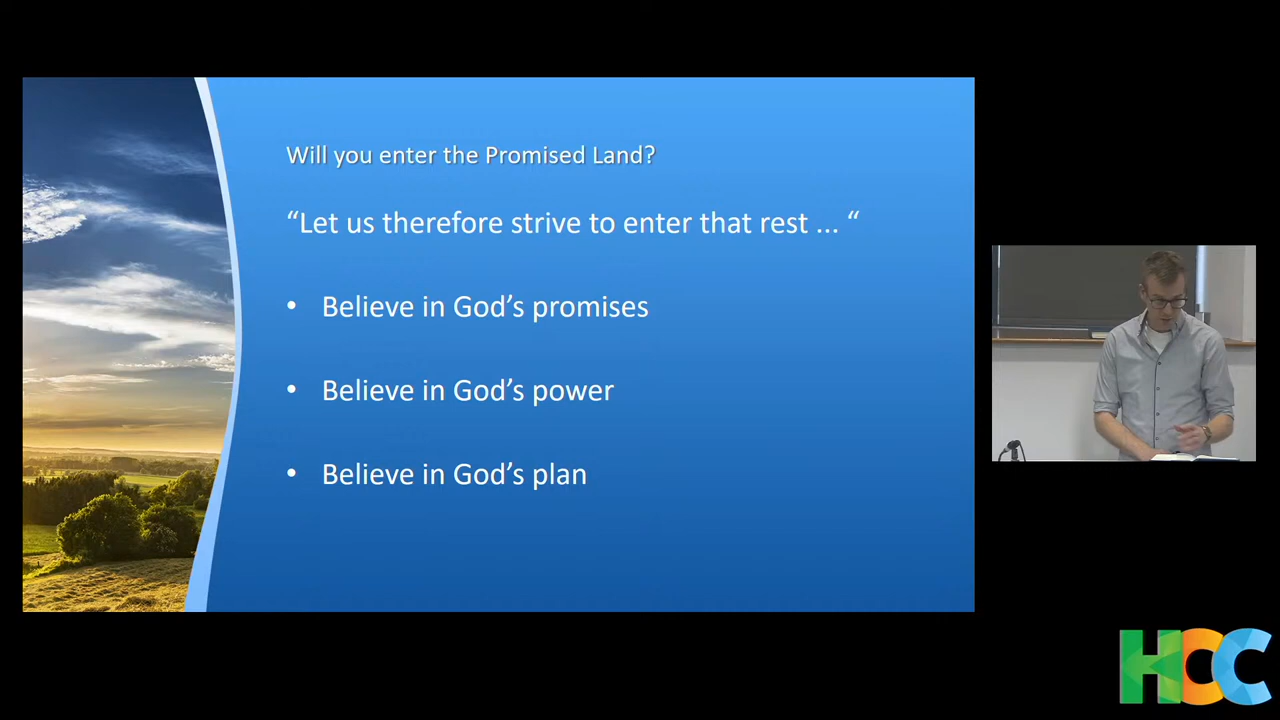 Will you enter the Promised Land?
“Let us therefore strive to enter that rest ... “
• Believe in God’s promises
• Believe in God’s power
• Believe in God’s plan
HCC